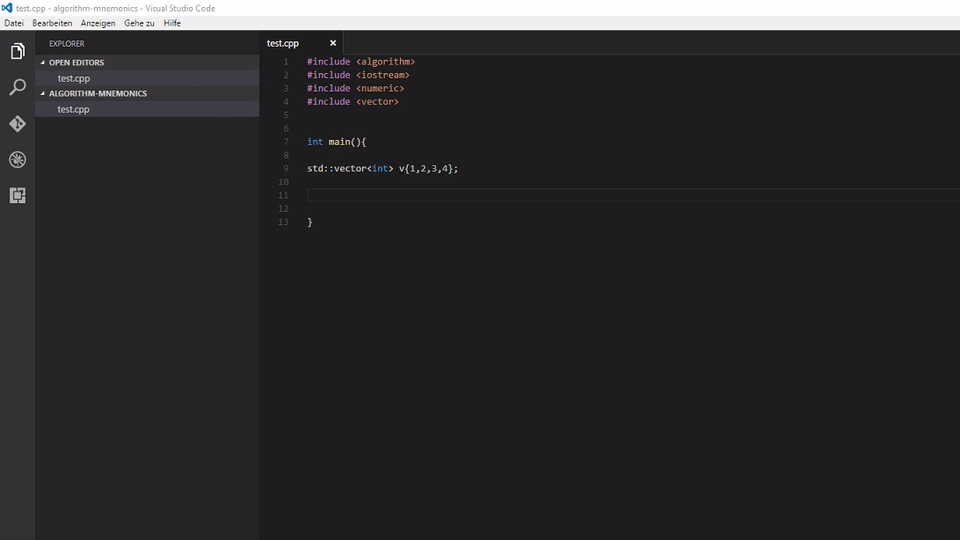 test.cpp - algorithm-mnemonics - Visual Studio Code
Datei Bearbeiten Anzeigen Gehe zu Hilfe
EXPLORER
OPEN EDITORS
test.cpp
ALGORITHM-MNEMONICS
test.cpp
test.cpp ×
1 #include <algorithm>
2 #include <iostream>
3 #include <numeric>
4 #include <vector>
5
6
7 int main(){
8
9 std::vector<int> v{1,2,3,4};
10
11
12
13 }